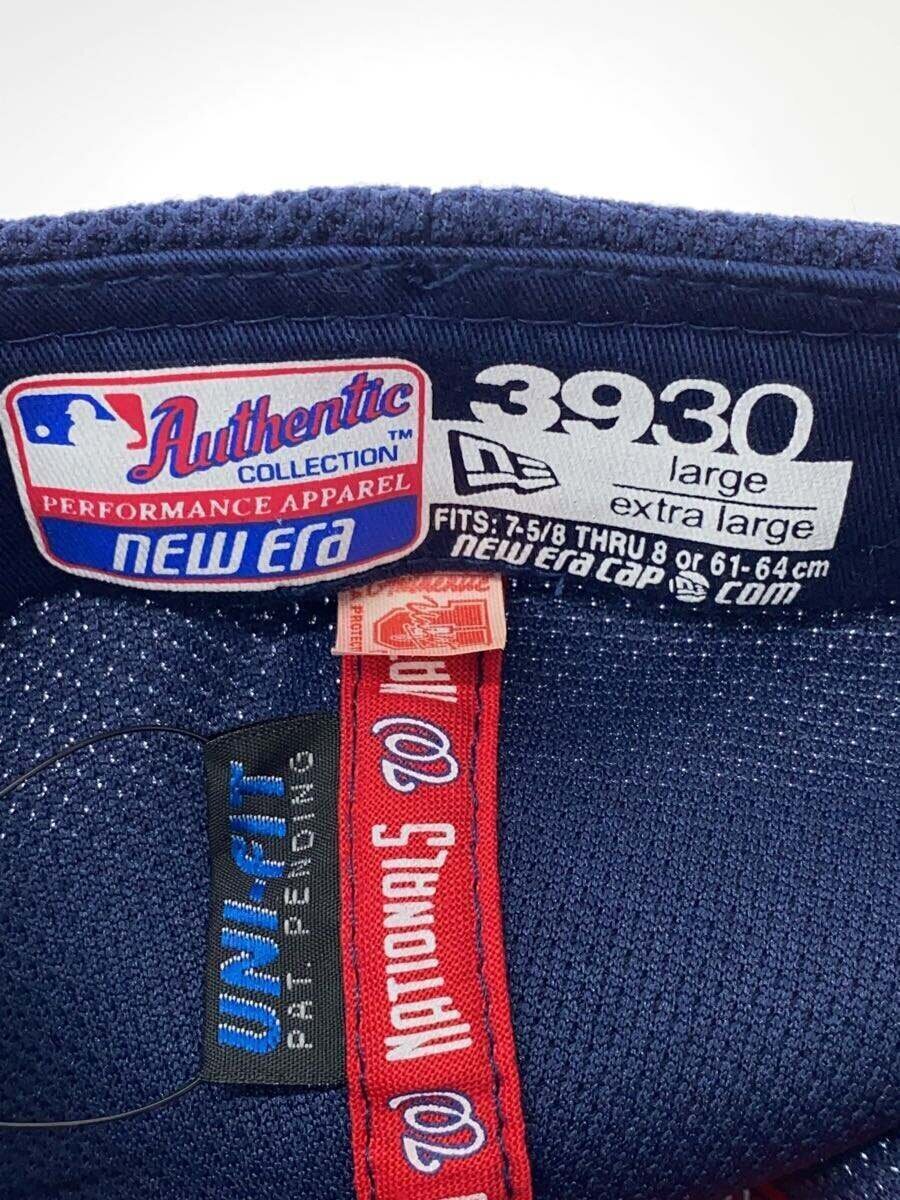 Authentic™
COLLECTION
PERFORMANCE APPAREL
NEW ERA
3930
large
extra large
FITS: 7-5/8 THRU 8 or 61-64 cm
NEW ERA CAP COM
UNI-FIT
PAT. PENDING
NATIONALS